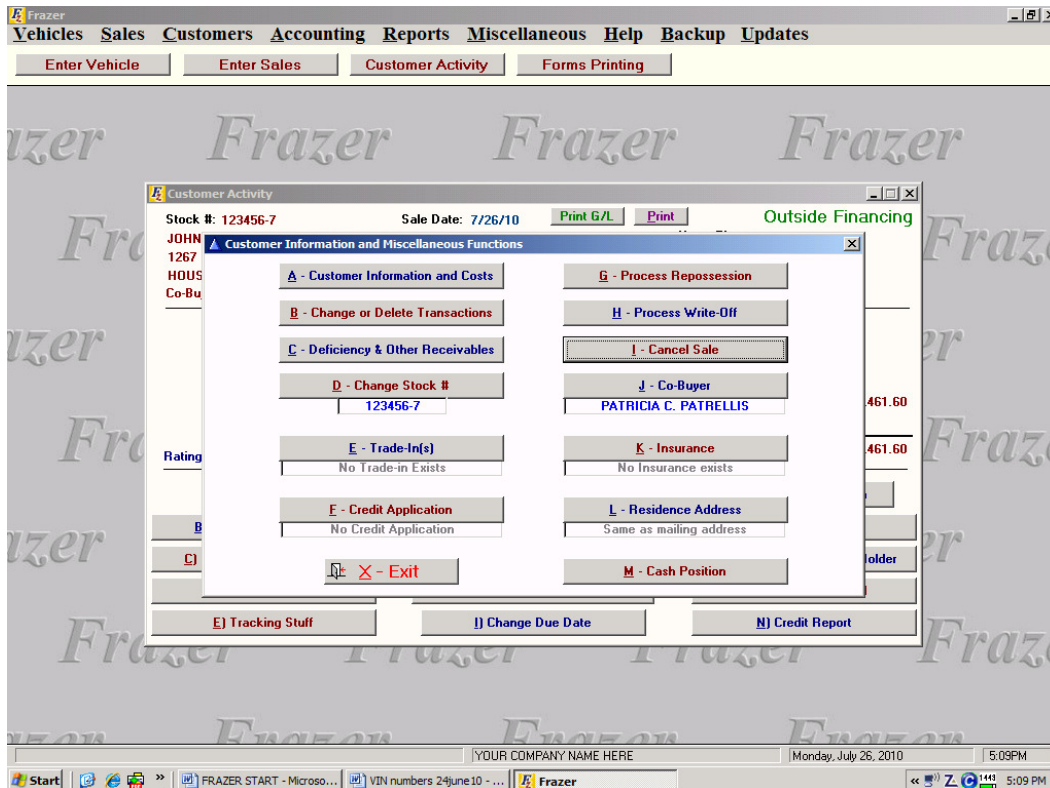 Frazer
Vehicles Sales Customers Accounting Reports Miscellaneous Help Backup Updates
Enter Vehicle Enter Sales Customer Activity Forms Printing
Frazer Frazer Frazer
Customer Activity
Stock #: 123456-7 Sale Date: 7/26/10 Print G/L Print Outside Financing
JOHN
1267
HOUS
Co-Bu
Customer Information and Miscellaneous Functions
A - Customer Information and Costs G - Process Repossession
B - Change or Delete Transactions H - Process Write-Off
C - Deficiency & Other Receivables I - Cancel Sale
D - Change Stock # J - Co-Buyer
123456-7 PATRICIA C. PATRELLIS
461.60
E - Trade-In(s) K - Insurance
Rating 461.60
No Trade-in Exists No Insurance exists
F - Credit Application L - Residence Address
No Credit Application Same as mailing address
B
C) older
X - Exit M - Cash Position
E) Tracking Stuff I) Change Due Date N) Credit Report
YOUR COMPANY NAME HERE Monday, July 26, 2010 5:09PM
Start » FRAZER START - Microso... VIN numbers 24june10 - ... Frazer « 1443 5:09 PM